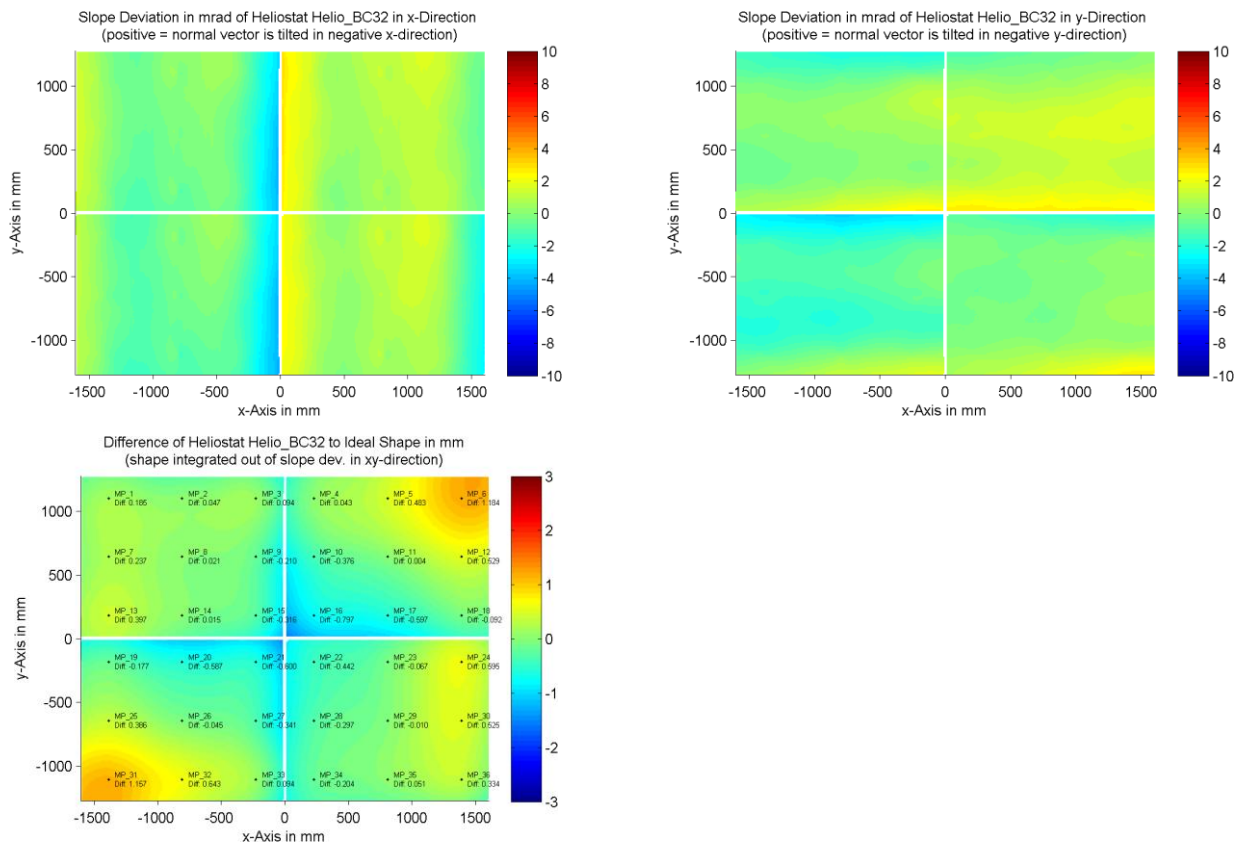 Slope Deviation in mrad of Heliostat Helio_BC32 in x-Direction
(positive = normal vector is tilted in negative x-direction)
y-Axis in mm
1000
500
0
-500
-1000
-1500 -1000 -500 0 500 1000 1500
x-Axis in mm
10
8
6
4
2
0
-2
-4
-6
-8
-10
Slope Deviation in mrad of Heliostat Helio_BC32 in y-Direction
(positive = normal vector is tilted in negative y-direction)
y-Axis in mm
1000
500
0
-500
-1000
-1500 -1000 -500 0 500 1000 1500
x-Axis in mm
10
8
6
4
2
0
-2
-4
-6
-8
-10
Difference of Heliostat Helio_BC32 to Ideal Shape in mm
(shape integrated out of slope dev. in xy-direction)
y-Axis in mm
1000
500
0
-500
-1000
MP_1 MP_2 MP_3 MP_4 MP_5 MP_6
Diff: 0.185 Diff: 0.047 Diff: 0.094 Diff: 0.043 Diff: 0.483 Diff: 1.184
MP_7 MP_8 MP_9 MP_10 MP_11 MP_12
Diff: 0.237 Diff: 0.021 Diff: -0.210 Diff: -0.376 Diff: 0.004 Diff: 0.529
MP_13 MP_14 MP_15 MP_16 MP_17 MP_18
Diff: 0.397 Diff: 0.015 Diff: -0.316 Diff: -0.797 Diff: -0.597 Diff: -0.092
MP_19 MP_20 MP_21 MP_22 MP_23 MP_24
Diff: -0.177 Diff: -0.587 Diff: -0.600 Diff: -0.442 Diff: -0.067 Diff: 0.595
MP_25 MP_26 MP_27 MP_28 MP_29 MP_30
Diff: 0.386 Diff: -0.045 Diff: -0.341 Diff: -0.297 Diff: -0.010 Diff: 0.525
MP_31 MP_32 MP_33 MP_34 MP_35 MP_36
Diff: 1.157 Diff: 0.643 Diff: 0.094 Diff: -0.204 Diff: 0.051 Diff: 0.334
-1500 -1000 -500 0 500 1000 1500
x-Axis in mm
3
2
1
0
-1
-2
-3